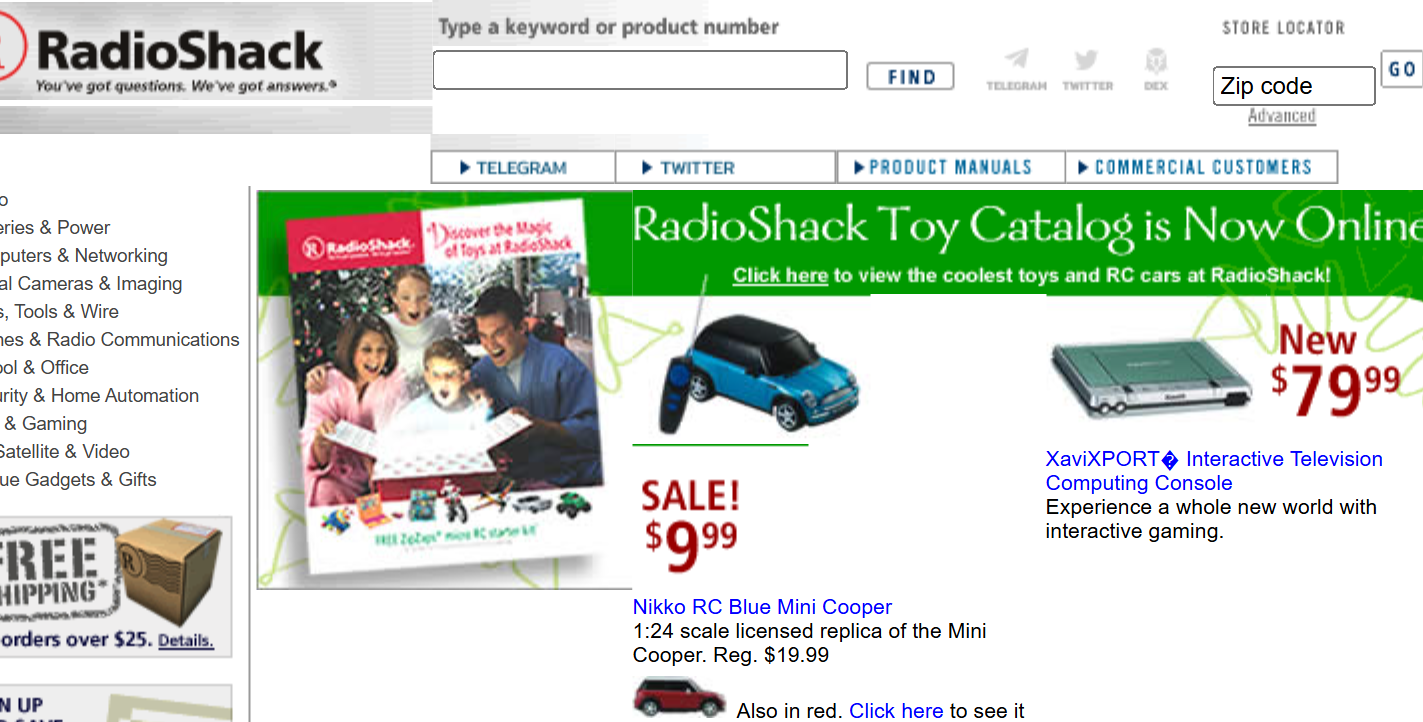 RadioShack
You've got questions. We've got answers.®
Type a keyword or product number
FIND
TELEGRAM
TWITTER
DEX
STORE LOCATOR
Zip code
GO
Advanced
TELEGRAM
TWITTER
PRODUCT MANUALS
COMMERCIAL CUSTOMERS
o
eries & Power
puters & Networking
al Cameras & Imaging
s, Tools & Wire
nes & Radio Communications
ool & Office
urity & Home Automation
& Gaming
Satellite & Video
ue Gadgets & Gifts
FREE
SHIPPING*
orders over $25. Details.
N UP
RadioShack
Discover the Magic
of Toys at RadioShack
FREE ZipZaps® micro RC starter kit
RadioShack Toy Catalog is Now Online
Click here to view the coolest toys and RC cars at RadioShack!
SALE!
$9.99
Nikko RC Blue Mini Cooper
1:24 scale licensed replica of the Mini
Cooper. Reg. $19.99
Also in red. Click here to see it
New
$79.99
XaviXPORT� Interactive Television
Computing Console
Experience a whole new world with
interactive gaming.